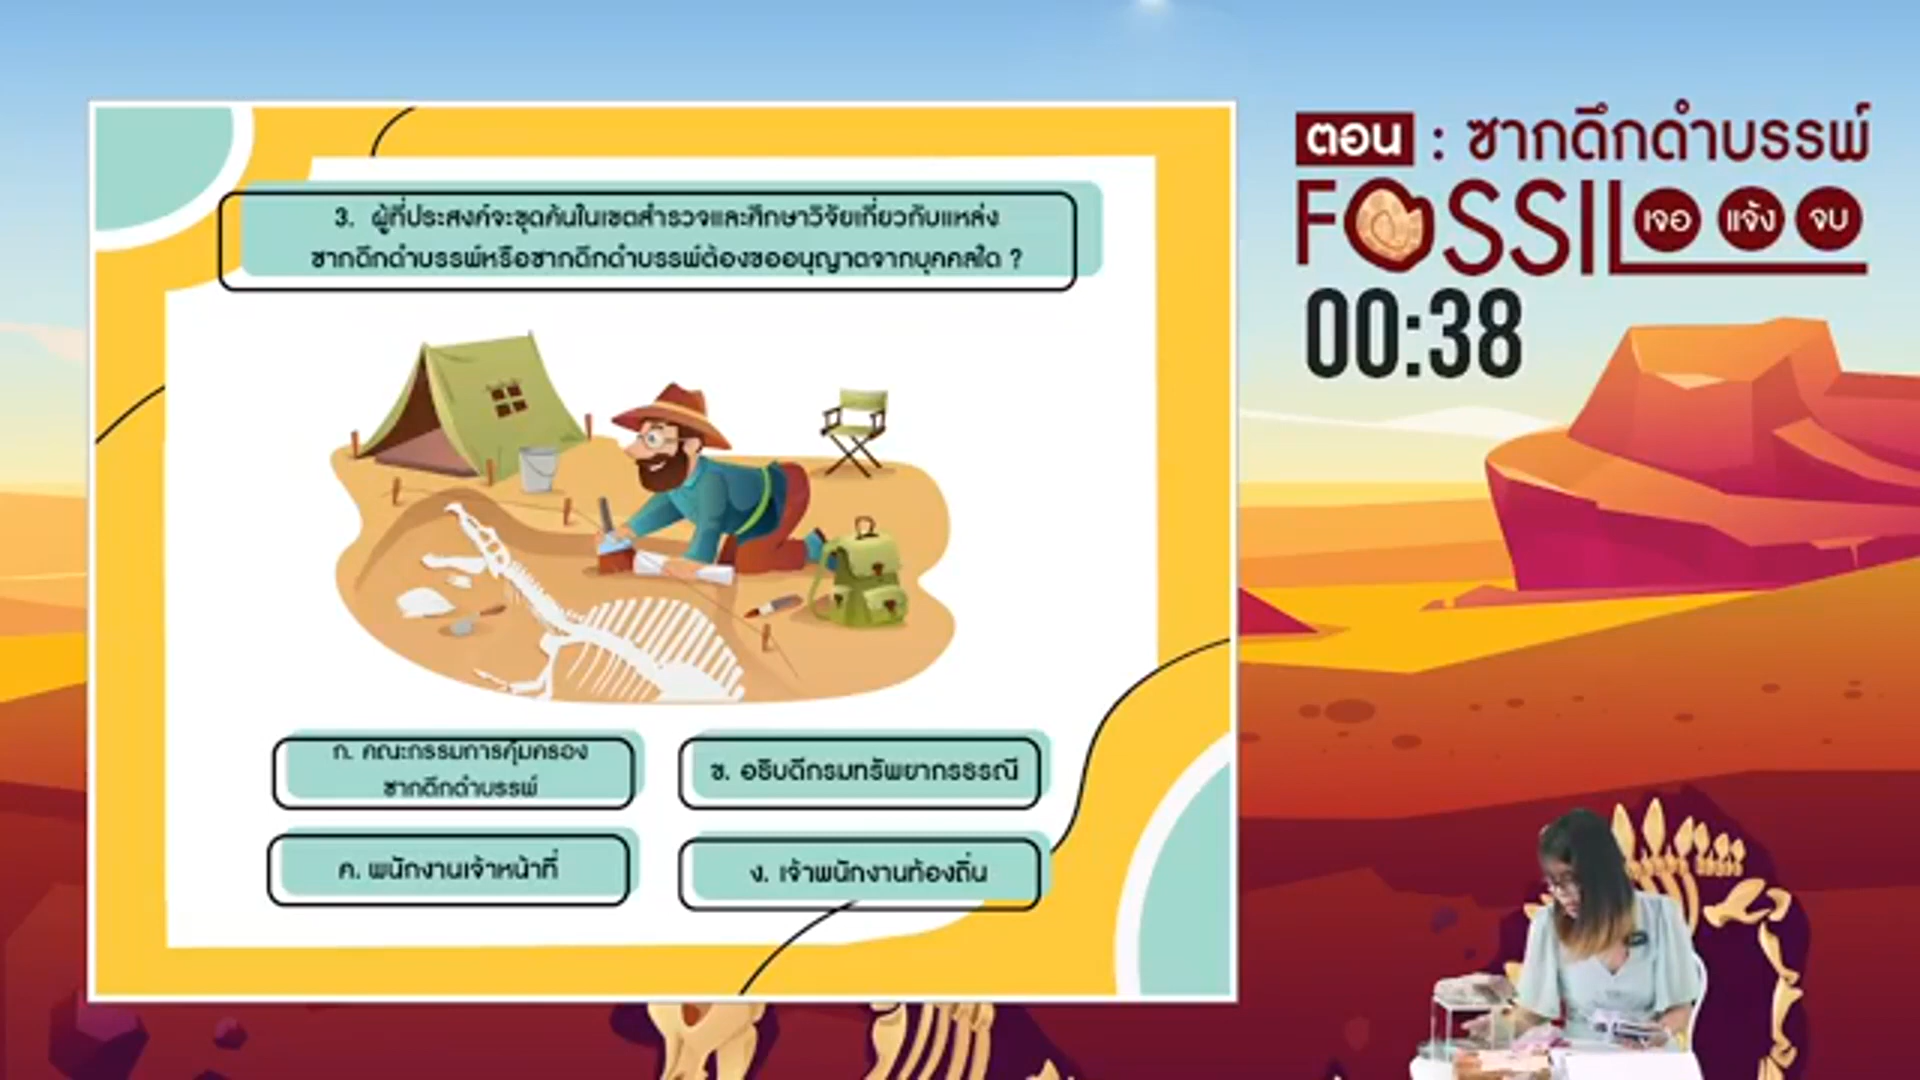 3. ผู้ที่ประสงค์จะขุดค้นในเขตสำรวจและศึกษาวิจัยเกี่ยวกับแหล่ง
ซากดึกดำบรรพ์หรือซากดึกดำบรรพ์ต้องขออนุญาตจากบุคคลใด ?
ก. คณะกรรมการคุ้มครอง
ซากดึกดำบรรพ์
ข. อธิบดีกรมทรัพยากรธรณี
ค. พนักงานเจ้าหน้าที่
ง. เจ้าพนักงานท้องถิ่น
ตอน : ซากดึกดำบรรพ์
FOSSIL เจอ แจ้ง จบ
00:38